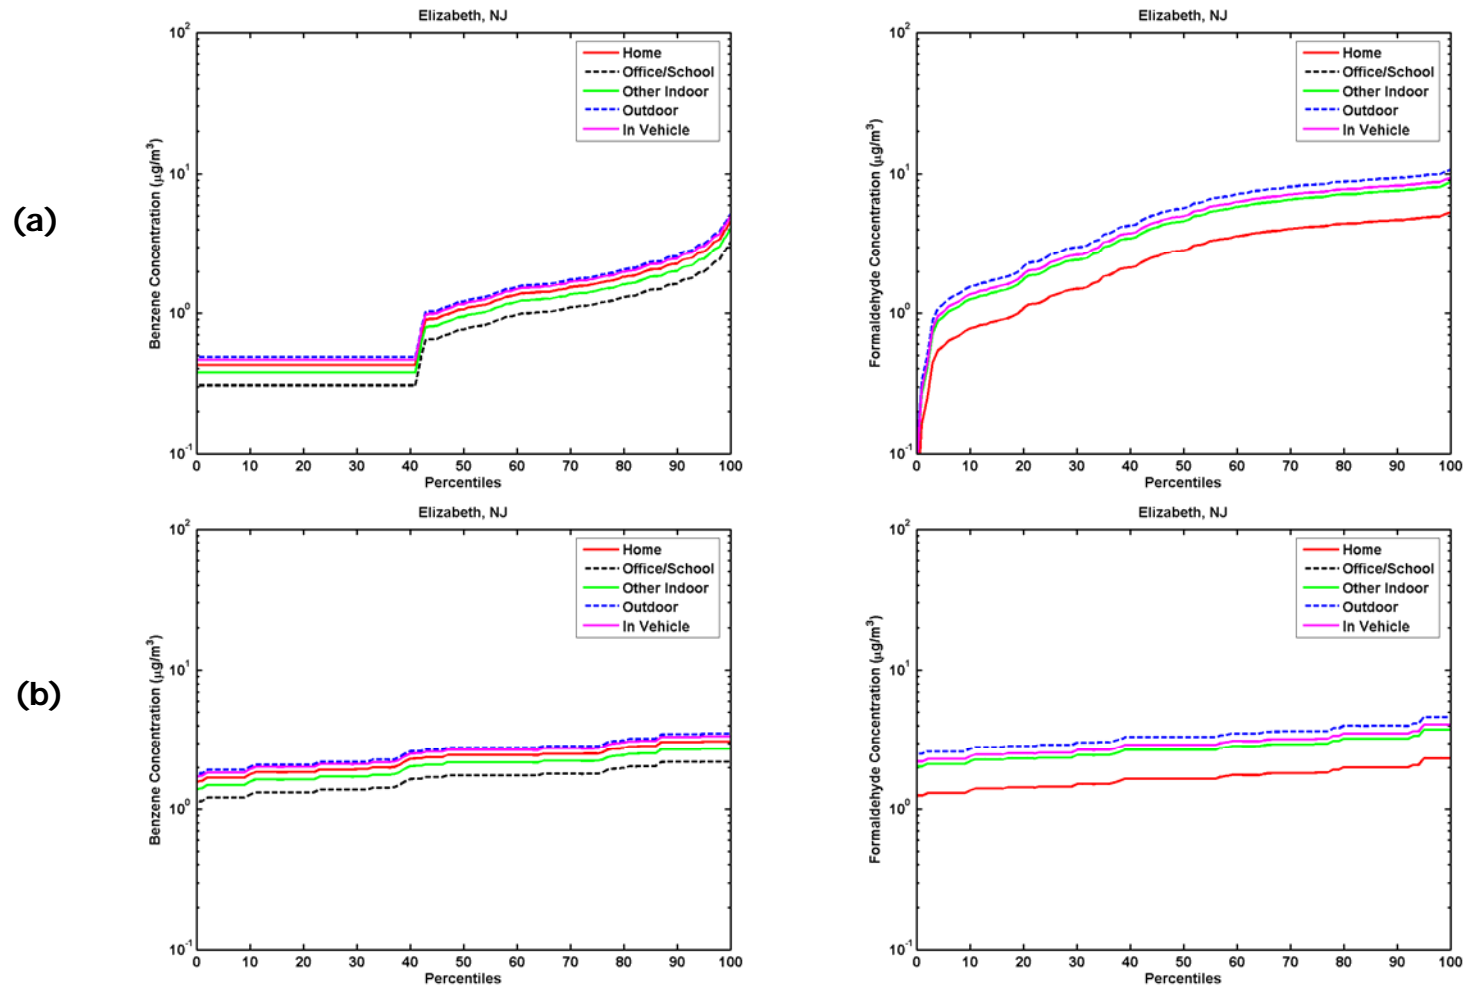 (a)
Elizabeth, NJ
Benzene Concentration (μg/m³)
10²
10¹
10⁰
10⁻¹
Home
Office/School
Other Indoor
Outdoor
In Vehicle
0 10 20 30 40 50 60 70 80 90 100
Percentiles
Elizabeth, NJ
Formaldehyde Concentration (μg/m³)
10²
10¹
10⁰
10⁻¹
Home
Office/School
Other Indoor
Outdoor
In Vehicle
0 10 20 30 40 50 60 70 80 90 100
Percentiles
(b)
Elizabeth, NJ
Benzene Concentration (μg/m³)
10²
10¹
10⁰
10⁻¹
Home
Office/School
Other Indoor
Outdoor
In Vehicle
0 10 20 30 40 50 60 70 80 90 100
Percentiles
Elizabeth, NJ
Formaldehyde Concentration (μg/m³)
10²
10¹
10⁰
10⁻¹
Home
Office/School
Other Indoor
Outdoor
In Vehicle
0 10 20 30 40 50 60 70 80 90 100
Percentiles